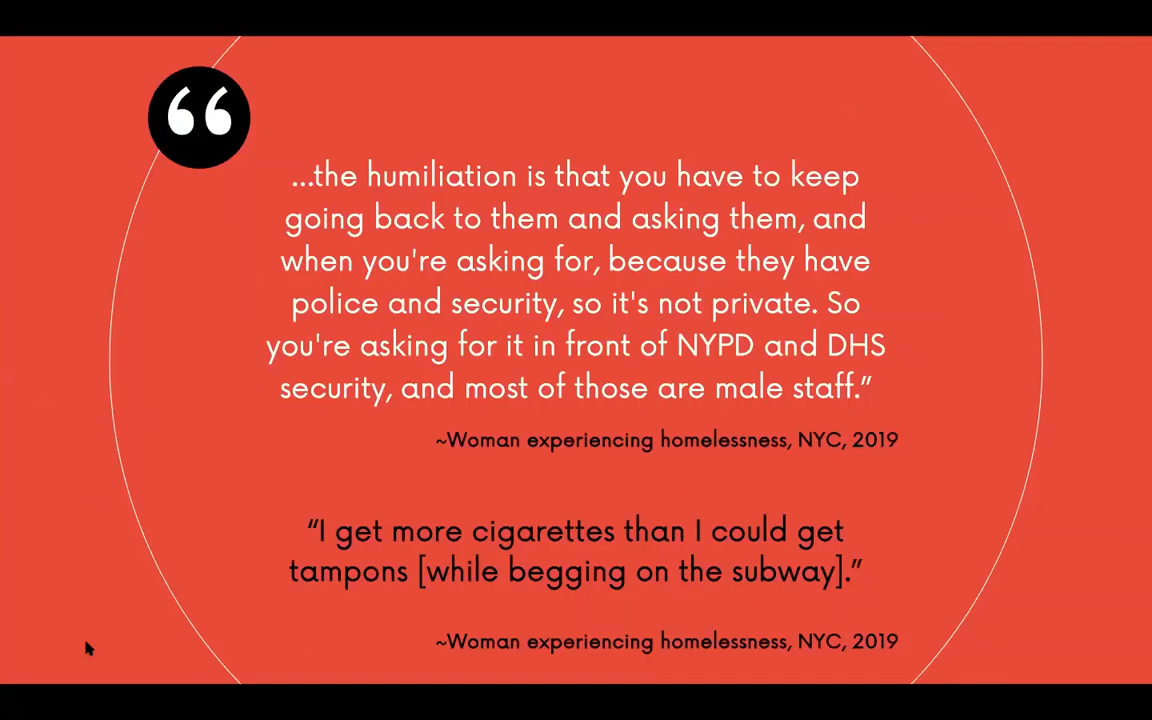 “
...the humiliation is that you have to keep
going back to them and asking them, and
when you're asking for, because they have
police and security, so it's not private. So
you're asking for it in front of NYPD and DHS
security, and most of those are male staff.”
~Woman experiencing homelessness, NYC, 2019
“I get more cigarettes than I could get
tampons [while begging on the subway].”
~Woman experiencing homelessness, NYC, 2019